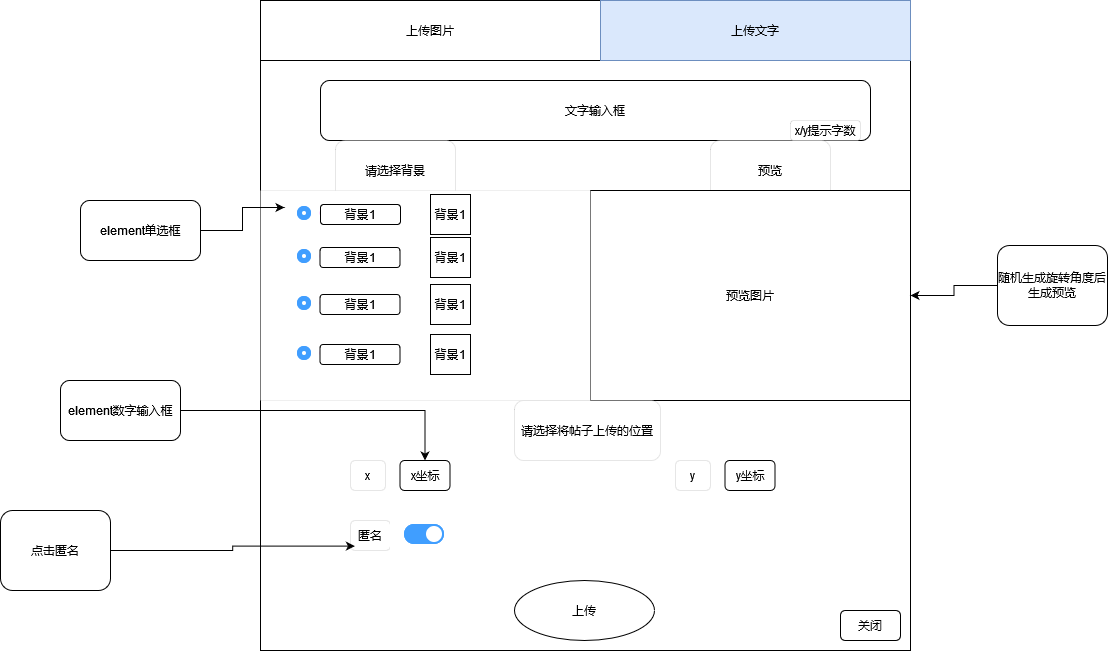 上传图片
上传文字
文字输入框
x/y提示字数
请选择背景
预览
element单选框
背景1
背景1
背景1
背景1
背景1
背景1
背景1
背景1
预览图片
随机生成旋转角度后
生成预览
element数字输入框
请选择将帖子上传的位置
x
x坐标
y
y坐标
点击匿名
匿名
上传
关闭